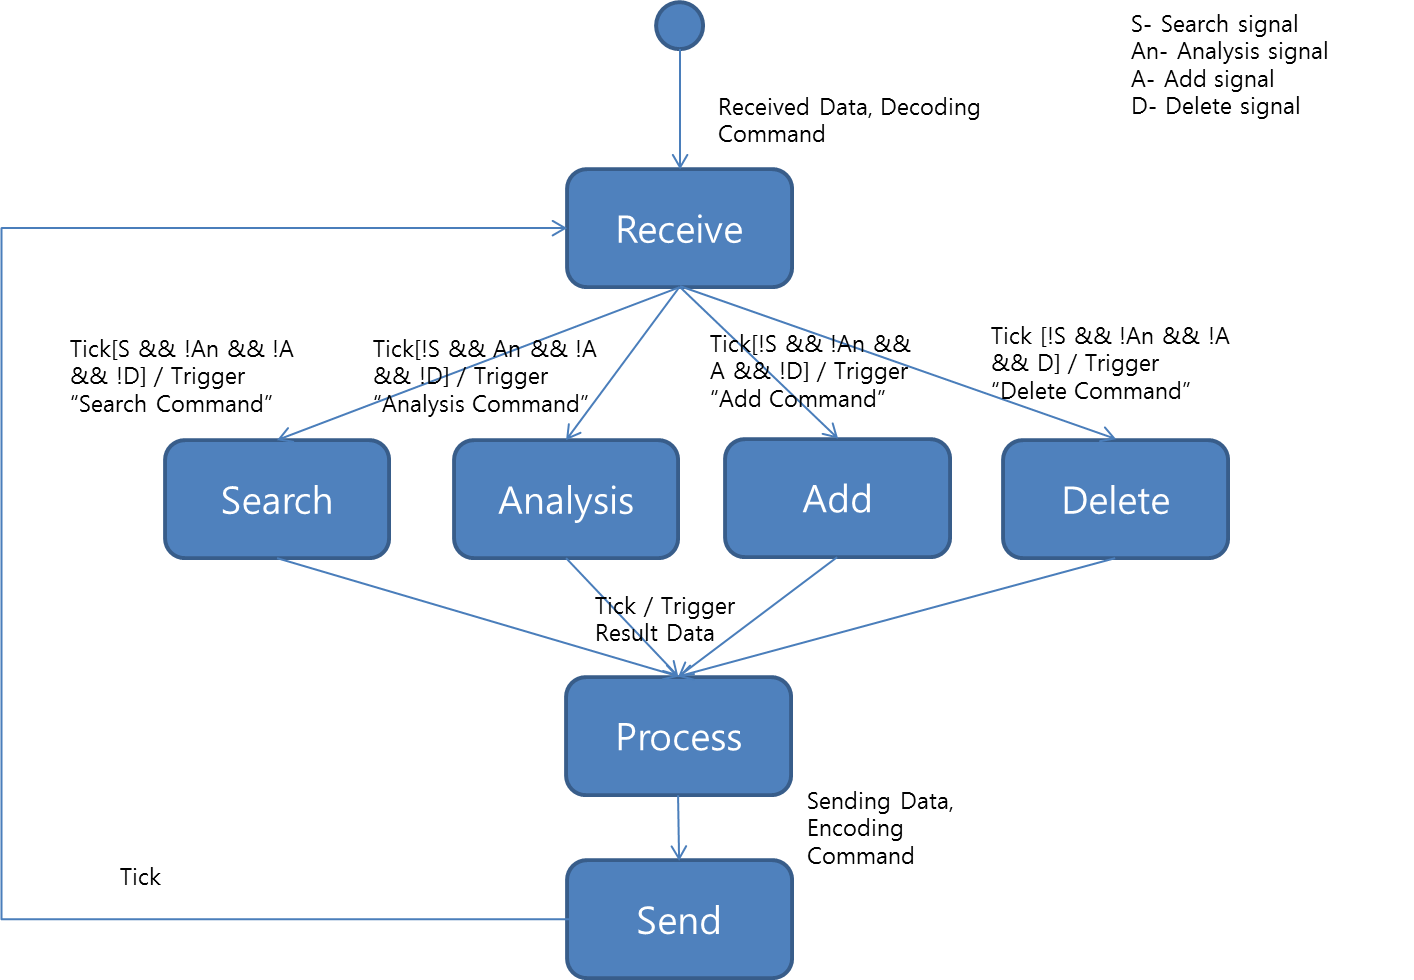 S- Search signal
An- Analysis signal
A- Add signal
D- Delete signal
Received Data, Decoding
Command
Receive
Tick[S && !An && !A
&& !D] / Trigger
“Search Command”
Tick[!S && An && !A
&& !D] / Trigger
“Analysis Command”
Tick[!S && !An &&
A && !D] / Trigger
“Add Command”
Tick [!S && !An && !A
&& D] / Trigger
“Delete Command”
Search
Analysis
Add
Delete
Tick / Trigger
Result Data
Process
Sending Data,
Encoding
Command
Tick
Send